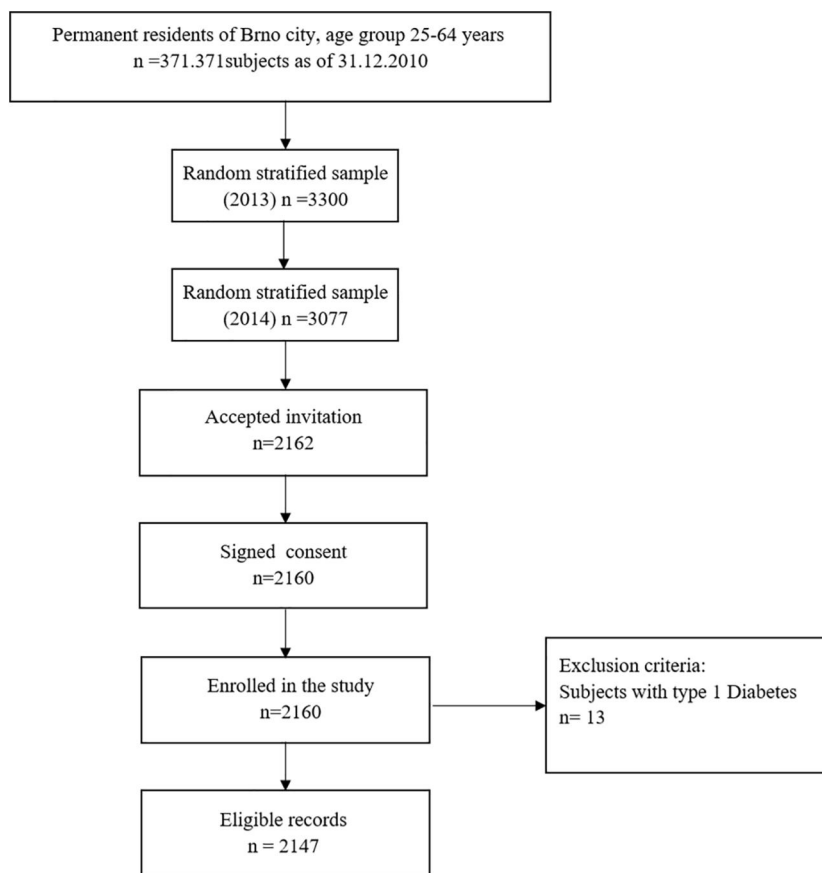 Permanent residents of Brno city, age group 25-64 years
n =371.371subjects as of 31.12.2010
Random stratified sample
(2013) n =3300
Random stratified sample
(2014) n =3077
Accepted invitation
n=2162
Signed consent
n=2160
Enrolled in the study
n=2160
Exclusion criteria:
Subjects with type 1 Diabetes
n= 13
Eligible records
n = 2147